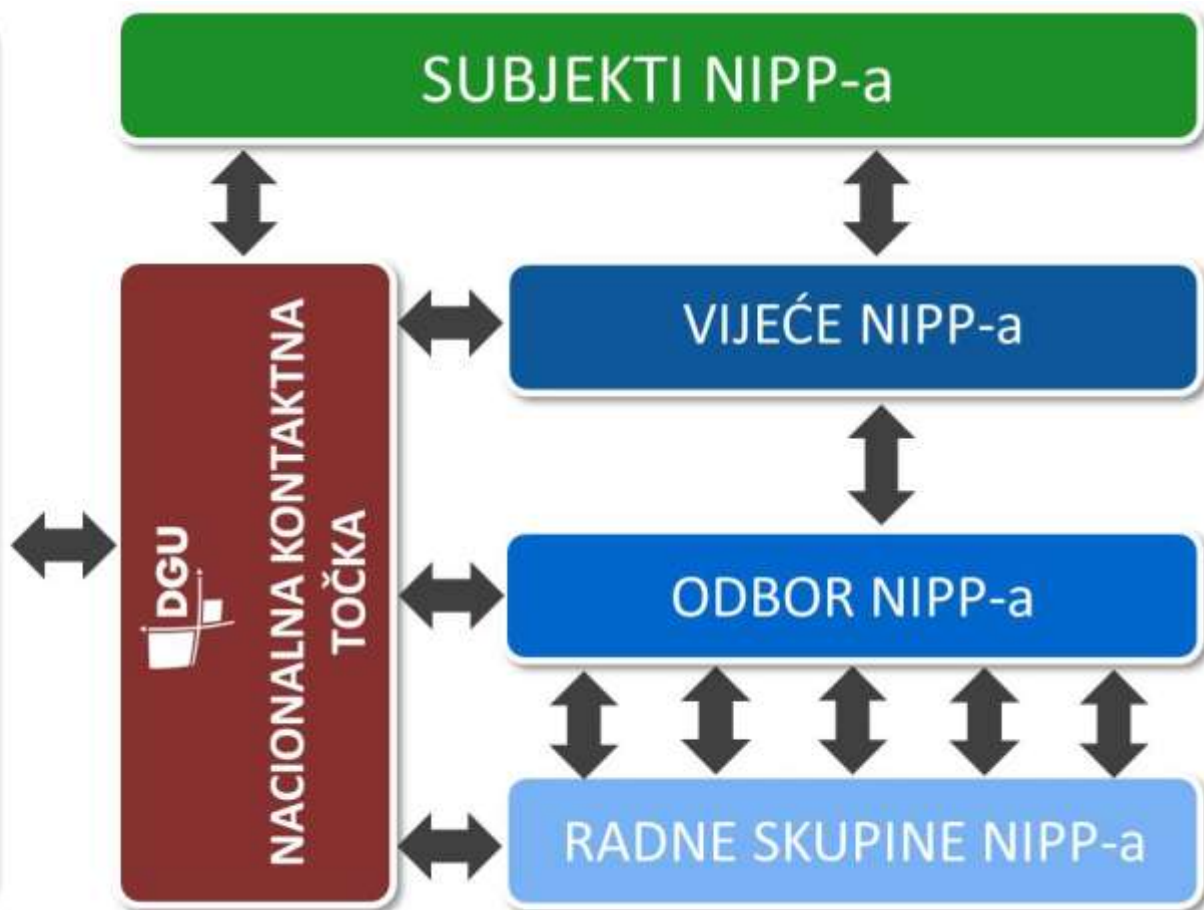 SUBJEKTI NIPP-a
DGU
NACIONALNA KONTAKTNA
TOČKA
VIJEĆE NIPP-a
ODBOR NIPP-a
RADNE SKUPINE NIPP-a